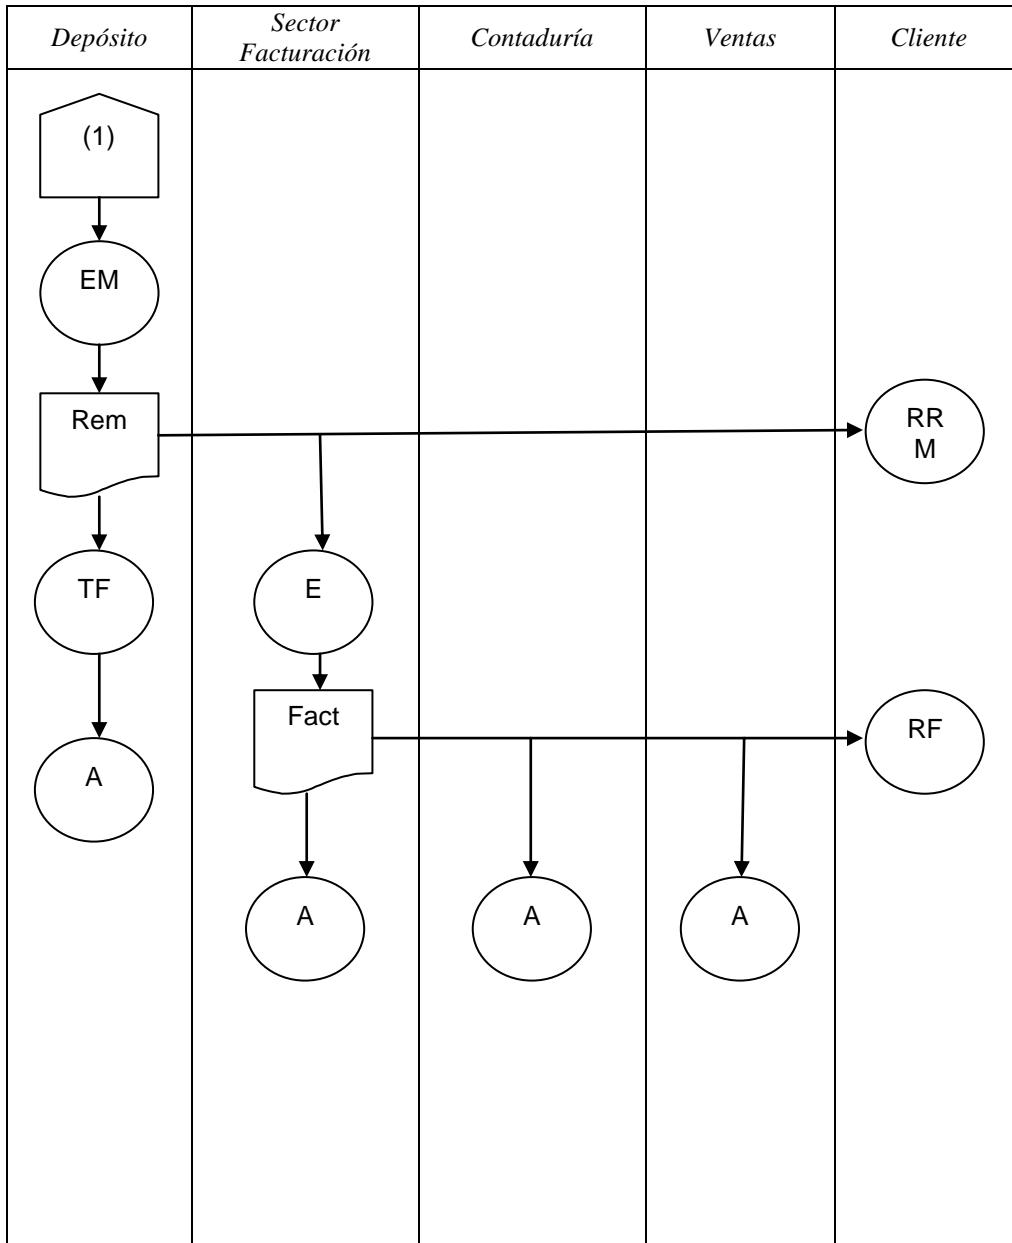 Depósito
Sector
Facturación
Contaduría
Ventas
Cliente
(1)
EM
Rem
RR
M
TF
E
Fact
RF
A
A
A
A